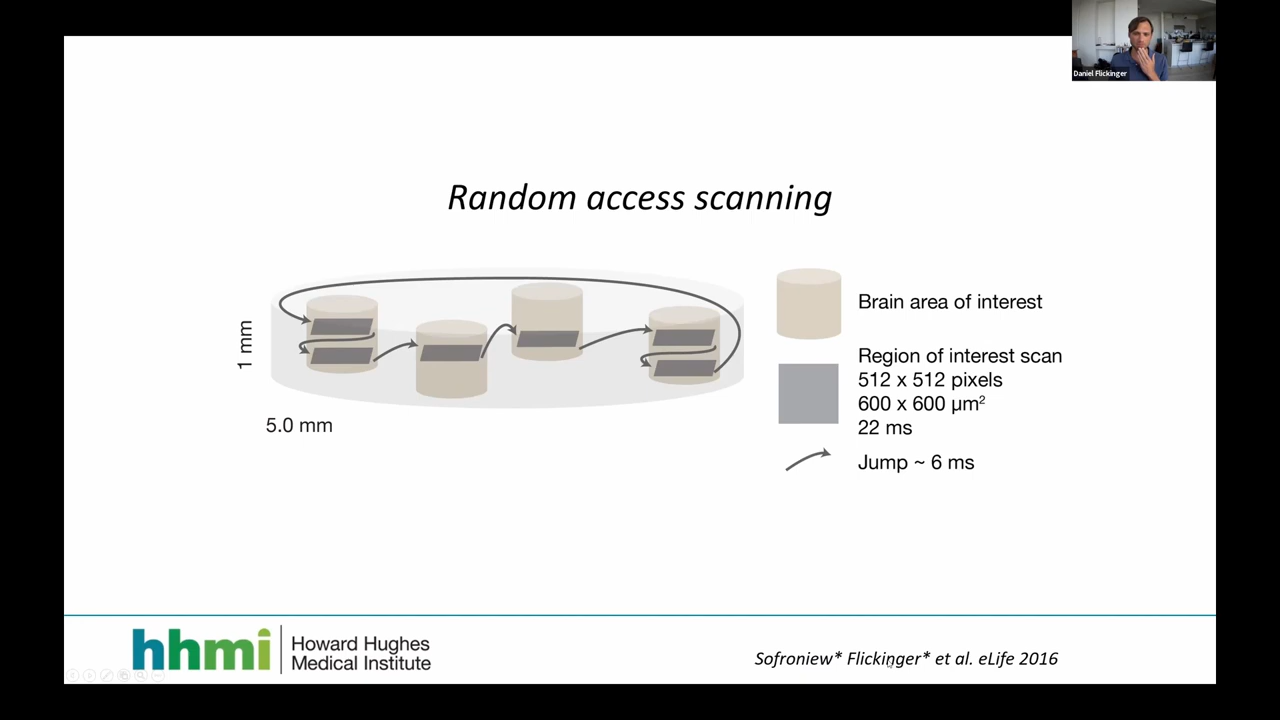 Daniel Flickinger
Random access scanning
1 mm
5.0 mm
Brain area of interest
Region of interest scan
512 x 512 pixels
600 x 600 µm²
22 ms
Jump ~ 6 ms
hhmi
Howard Hughes
Medical Institute
Sofroniew* Flickinger* et al. eLife 2016